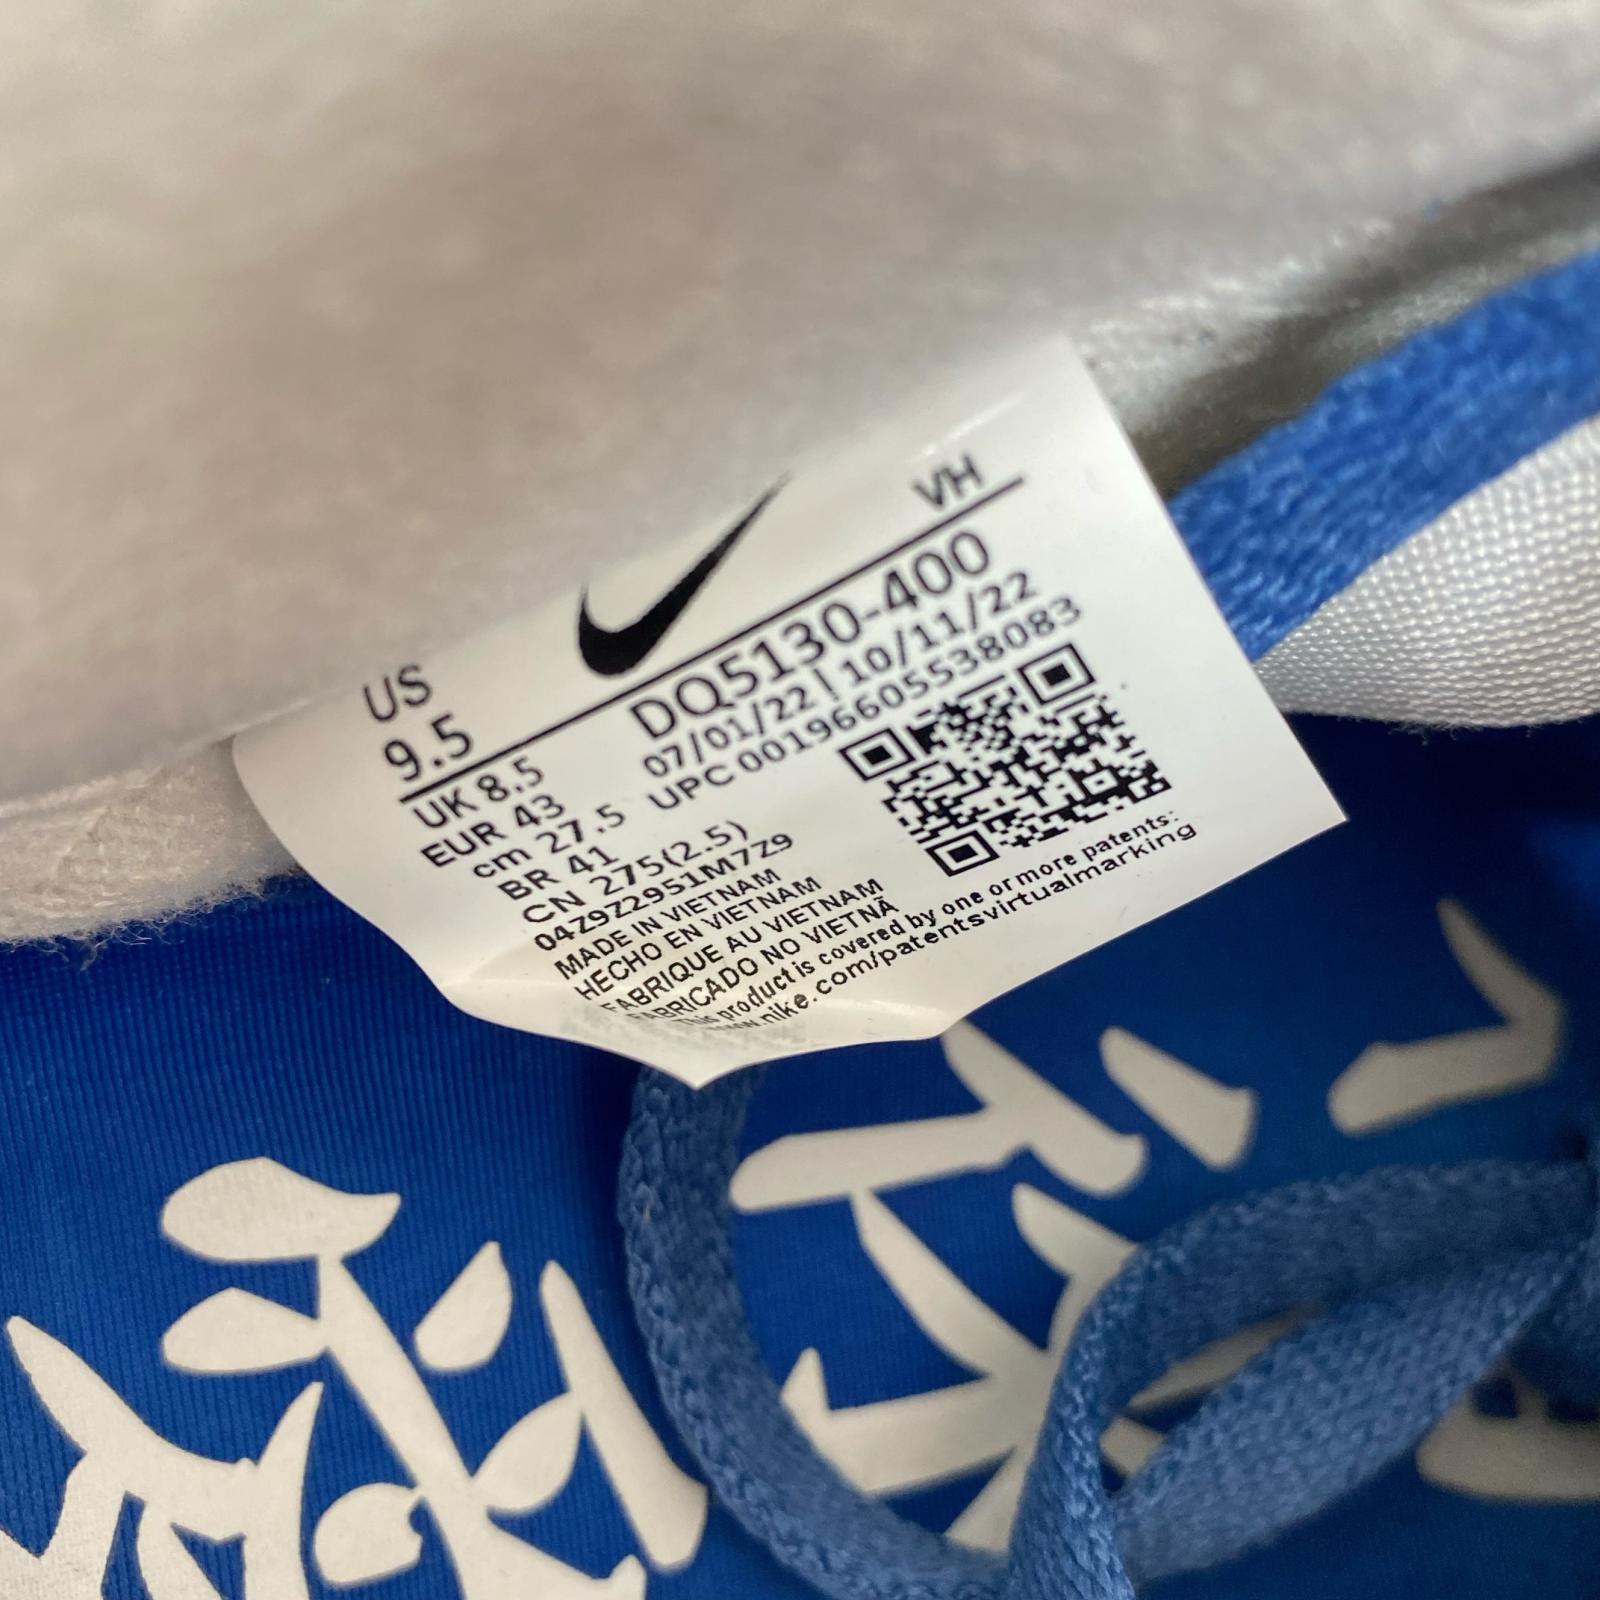 VH
US
9.5
DQ5130-400
07/01/22 | 10/11/22
UPC 00196605538083
UK 8,5
EUR 43
cm 27.5
BR 41
CN 275(2.5)
04Z9Z2951M7Z9
MADE IN VIETNAM
HECHO EN VIETNAM
FABRIQUE AU VIETNAM
FABRICADO NO VIETNÃ
This product is covered by one or more patents:
www.nike.com/patentsvirtualmarking